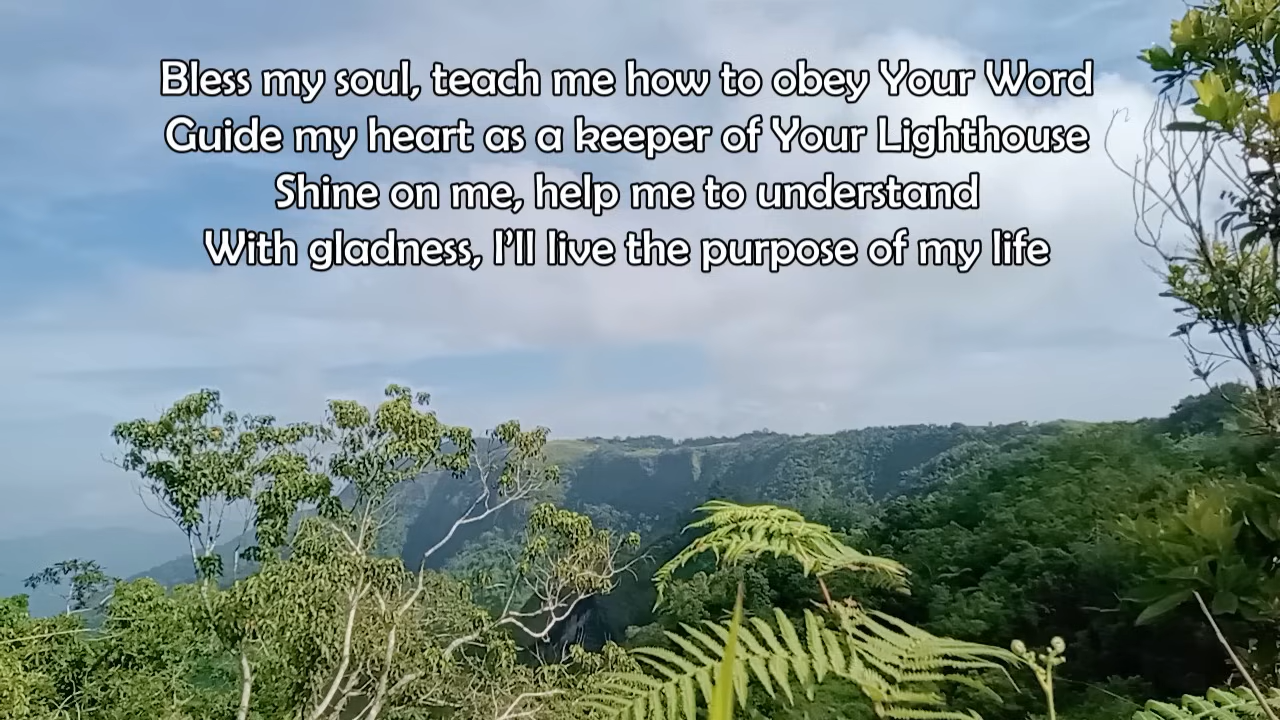 Bless my soul, teach me how to obey Your Word
Guide my heart as a keeper of Your Lighthouse
Shine on me, help me to understand
With gladness, I'll live the purpose of my life